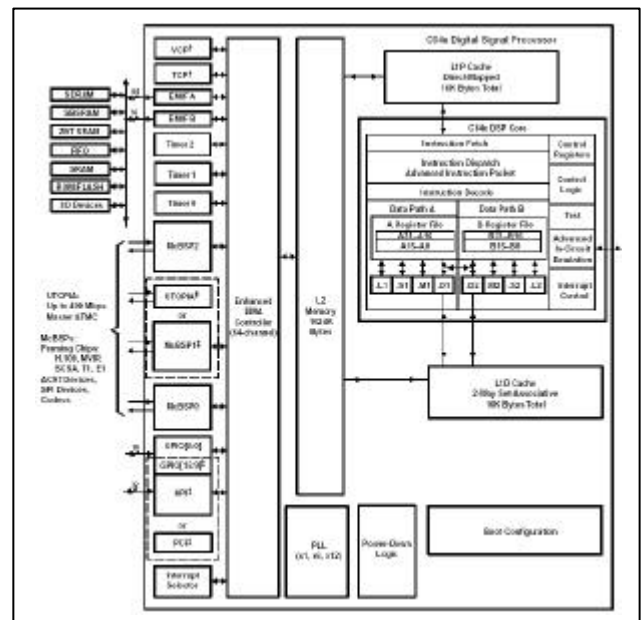 C64x Digital Signal Processor
VCP‡
TCP‡
EMIF A
EMIF B
Timer 2
Timer 1
Timer 0
SDRAM
SBSRAM
ZBT SRAM
FIFO
SRAM
ROM/FLASH
I/O Devices
McBSP2
UTOPIA‡
or
McBSP1‡
McBSP0
UTOPIA:
Up to 400 Mbps
Master ATMC
McBSPs:
Framing Chips:
H.100, MVIP,
SCSA, T1, E1
AC97 Devices,
SPI Devices,
Codecs
GPIO[8:0]
GPIO[15:9]‡
HPI‡
or
PCI‡
Interrupt
Selector
Enhanced
DMA
Controller
(64-channel)
L2
Memory
1024K
Bytes
PLL
(x1, x6, x12)
Power-Down
Logic
Boot Configuration
L1P Cache
Direct-Mapped
16K Bytes Total
C64x DSP Core
Instruction Fetch
Instruction Dispatch
Advanced Instruction Packet
Instruction Decode
Data Path A
Data Path B
A Register File
A31–A16
A15–A0
B Register File
B31–B16
B15–B0
.L1 .S1 .M1 .D1 .D2 .M2 .S2 .L2
Control
Registers
Control
Logic
Test
Advanced
In-Circuit
Emulation
Interrupt
Control
L1D Cache
2-Way Set-Associative
16K Bytes Total